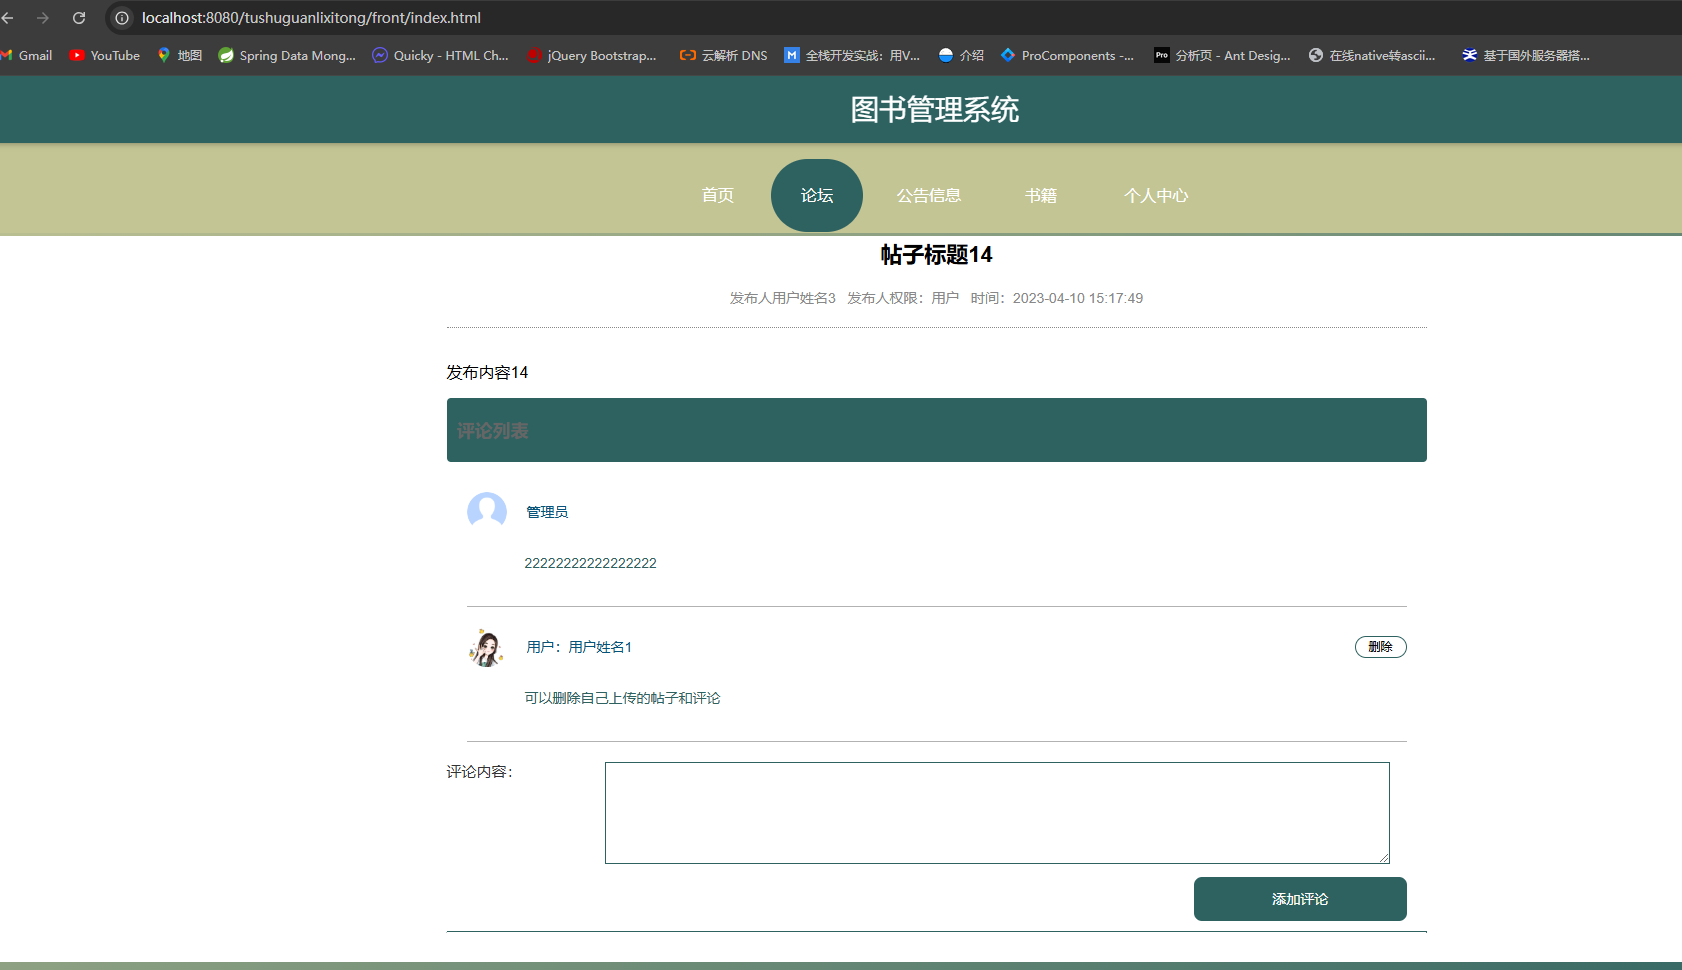 localhost:8080/tushuguanlixitong/front/index.html
Gmail YouTube 地图 Spring Data Mong... Quicky - HTML Ch... jQuery Bootstrap... 云解析 DNS M 全栈开发实战：用V... 介绍 ProComponents -... Pro 分析页 - Ant Desig... 在线native转ascii... 基于国外服务器搭...
图书管理系统
首页 论坛 公告信息 书籍 个人中心
帖子标题14
发布人用户姓名3 发布人权限：用户 时间：2023-04-10 15:17:49
发布内容14
评论列表
管理员
22222222222222222
用户：用户姓名1 删除
可以删除自己上传的帖子和评论
评论内容：
添加评论